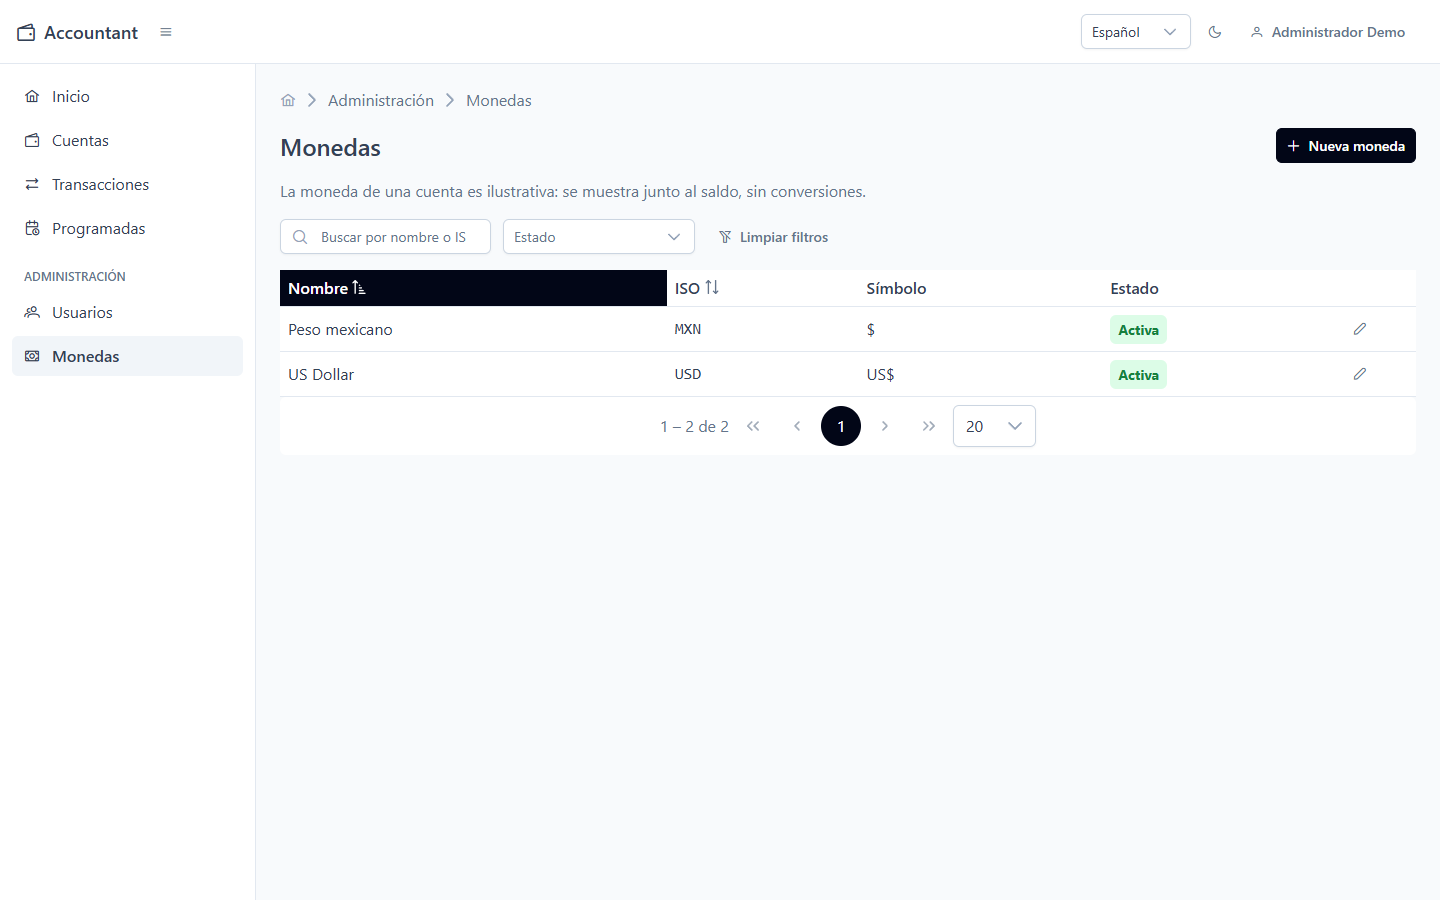 Accountant
Español
Administrador Demo
Inicio
Cuentas
Transacciones
Programadas
ADMINISTRACIÓN
Usuarios
Monedas
Administración
Monedas
Monedas
Nueva moneda
La moneda de una cuenta es ilustrativa: se muestra junto al saldo, sin conversiones.
Buscar por nombre o IS
Estado
Limpiar filtros
Nombre ISO Símbolo Estado
Peso mexicano MXN $ Activa
US Dollar USD US$ Activa
1 – 2 de 2 1 20